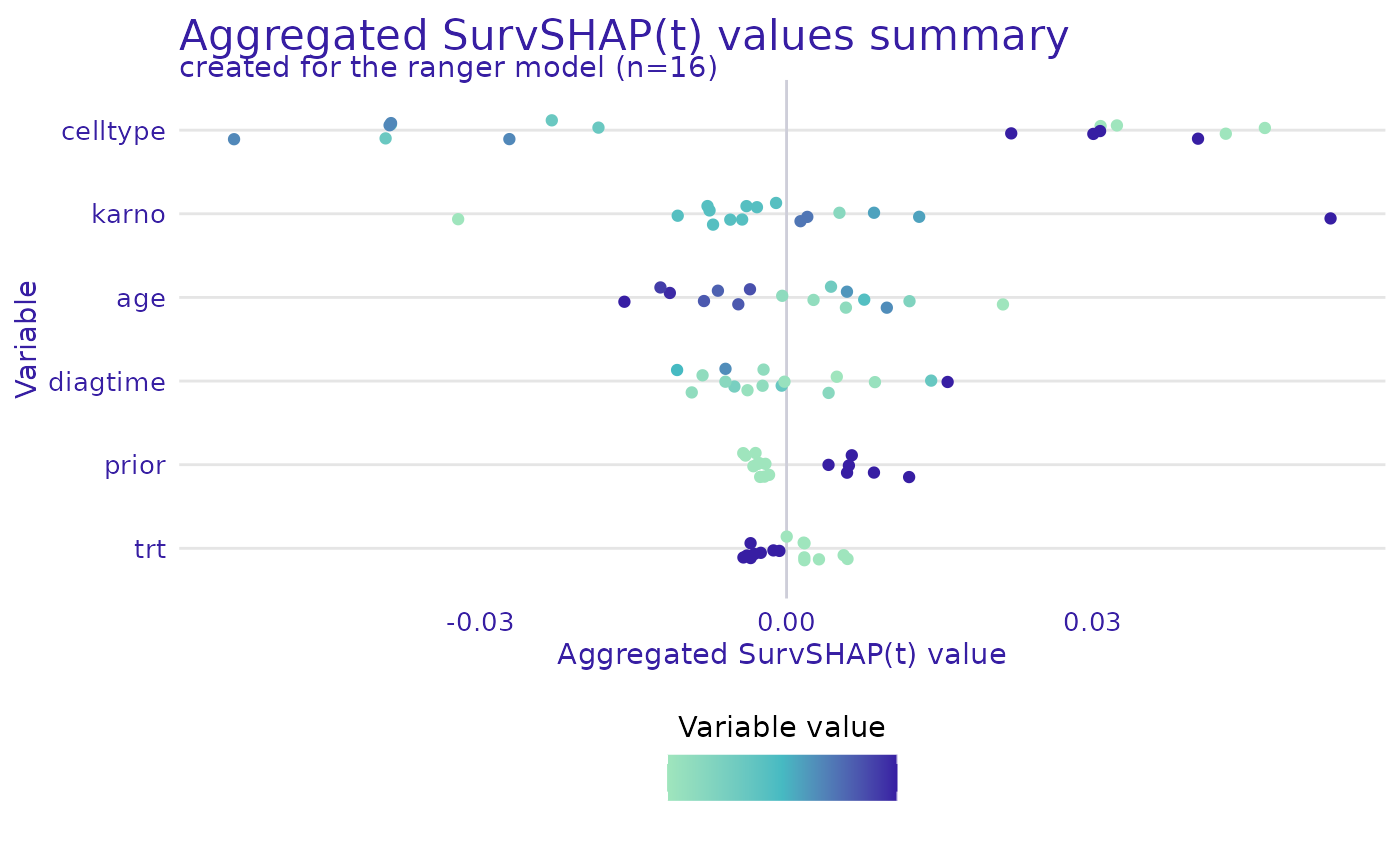 Aggregated SurvSHAP(t) values summary
created for the ranger model (n=16)
Variable
celltype
karno
age
diagtime
prior
trt
-0.03 0.00 0.03
Aggregated SurvSHAP(t) value
Variable value